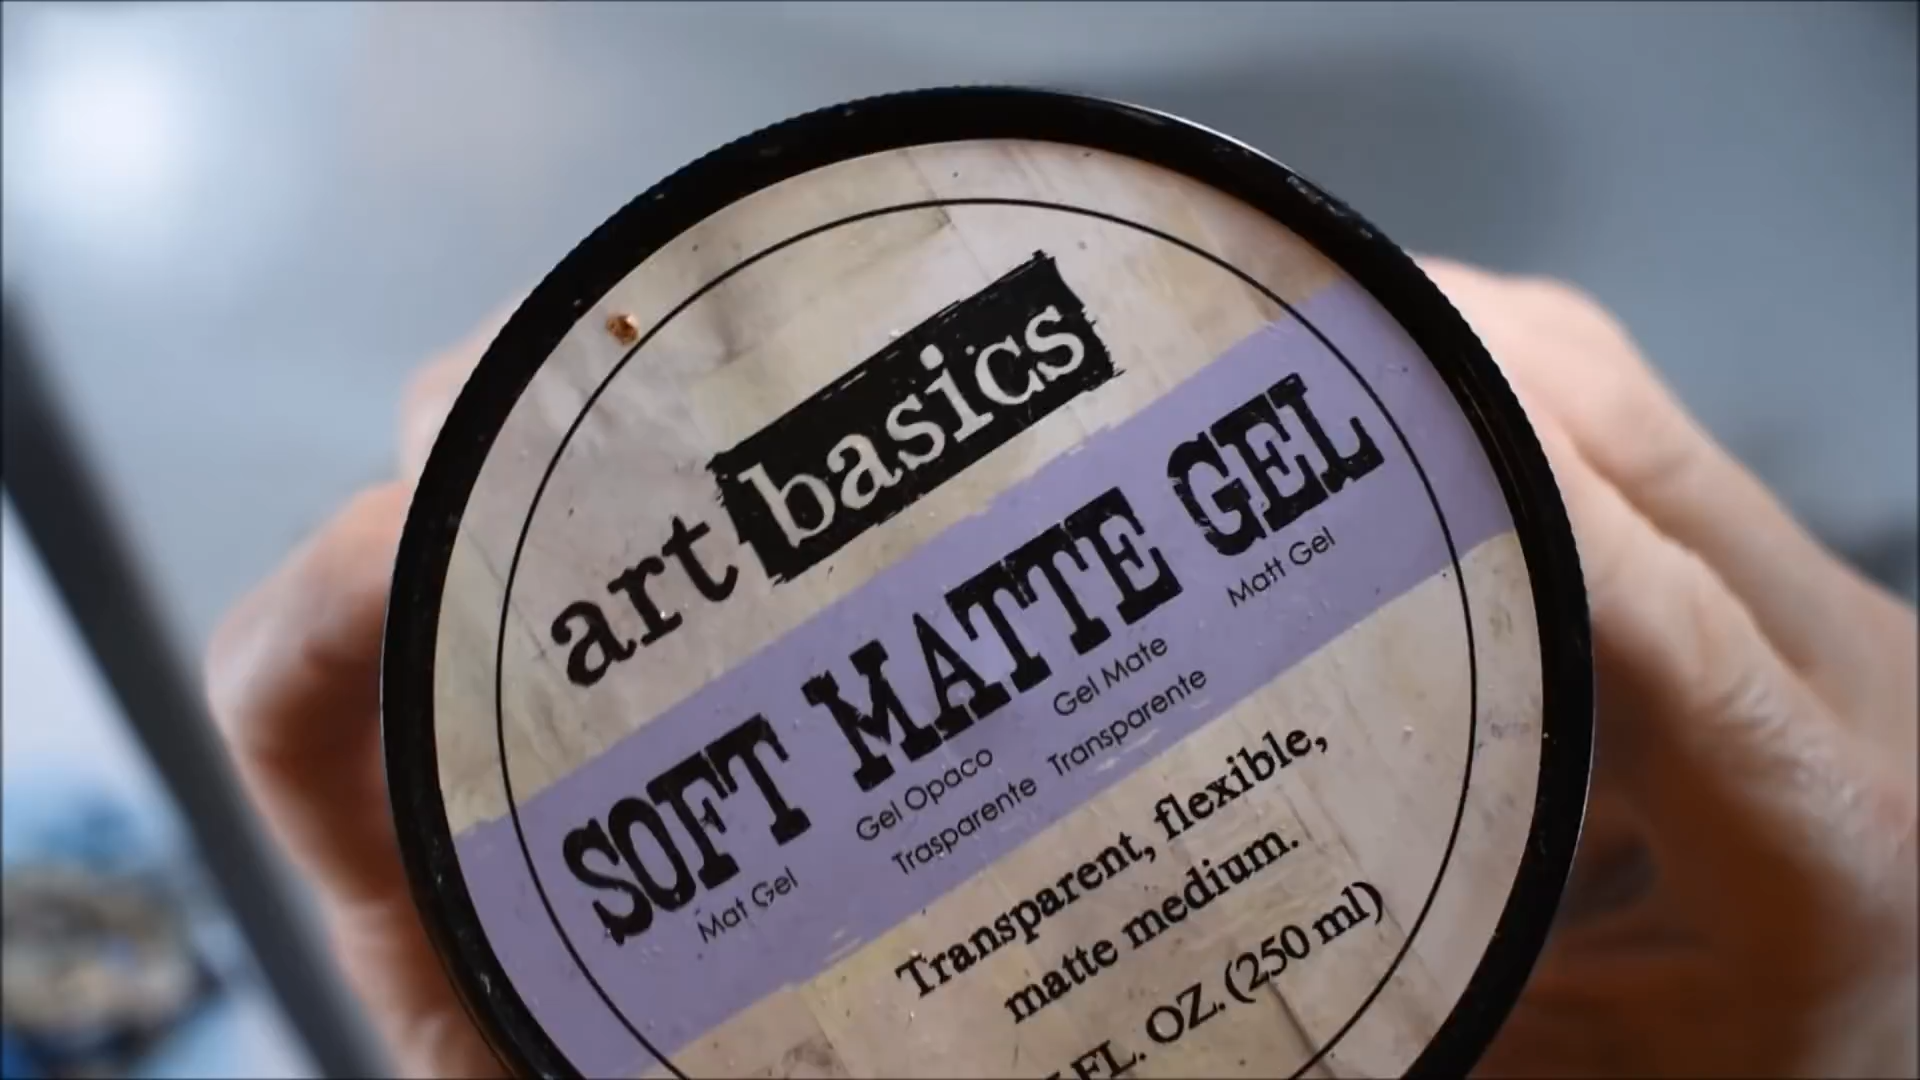 art basics
SOFT MATTE GEL
Mat Gel
Gel Opaco
Trasparente
Gel Mate
Transparente
Matt Gel
Transparent, flexible,
matte medium.
FL. OZ. (250 ml)